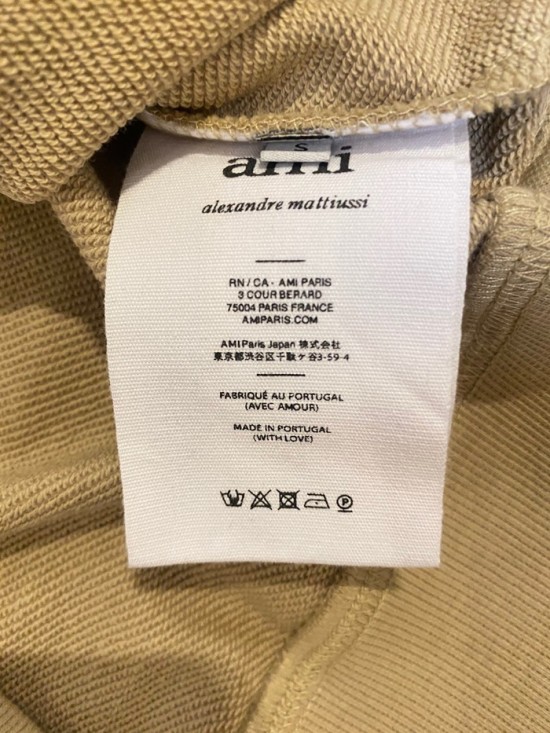 S
ami
alexandre mattiussi
RN / CA - AMI PARIS
3 COUR BERARD
75004 PARIS FRANCE
AMIPARIS.COM
AMI Paris Japan 株式会社
東京都渋谷区千駄ヶ谷3-59-4
FABRIQUÉ AU PORTUGAL
(AVEC AMOUR)
MADE IN PORTUGAL
(WITH LOVE)
P